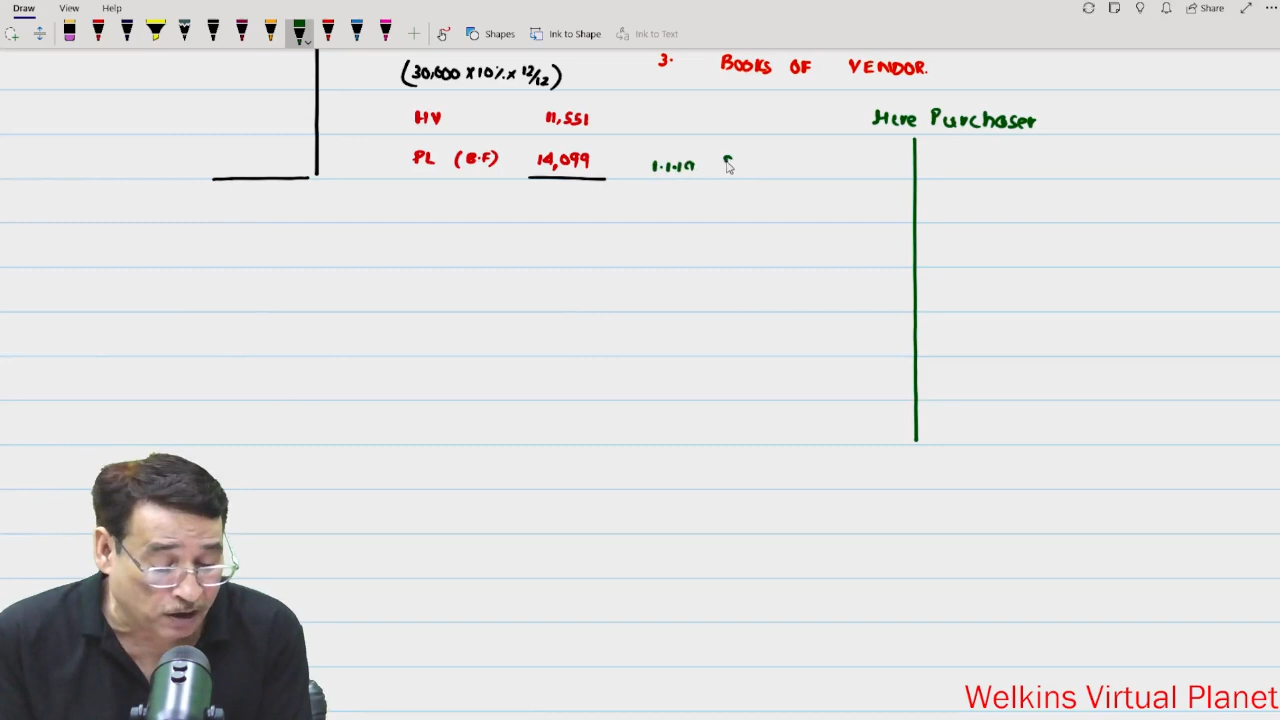 Draw View Help
Share
Shapes Ink to Shape Ink to Text
(30,000 x 10% x 12/12)
3. BOOKS OF VENDOR.
HV 11,551
Hire Purchaser
PL (B.F) 14,099
1.1.19
Welkins Virtual Planet